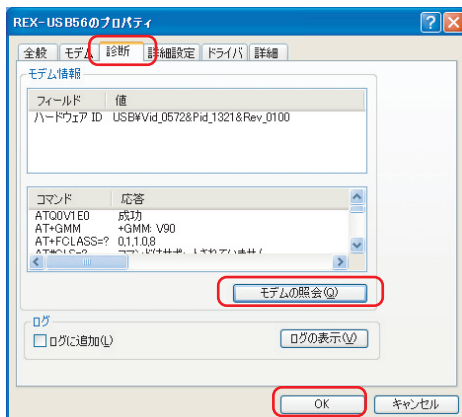 REX-USB56のプロパティ
全般 モデム 診断 詳細設定 ドライバ 詳細
モデム情報
フィールド 値
ハードウェア ID USB¥Vid_0572&Pid_1321&Rev_0100
コマンド 応答
ATQ0V1E0 成功
AT+GMM +GMM: V90
AT+FCLASS=? 0,1,1.0,8
モデムの照会(Q)
ログ
ログに追加(L) ログの表示(V)
OK キャンセル